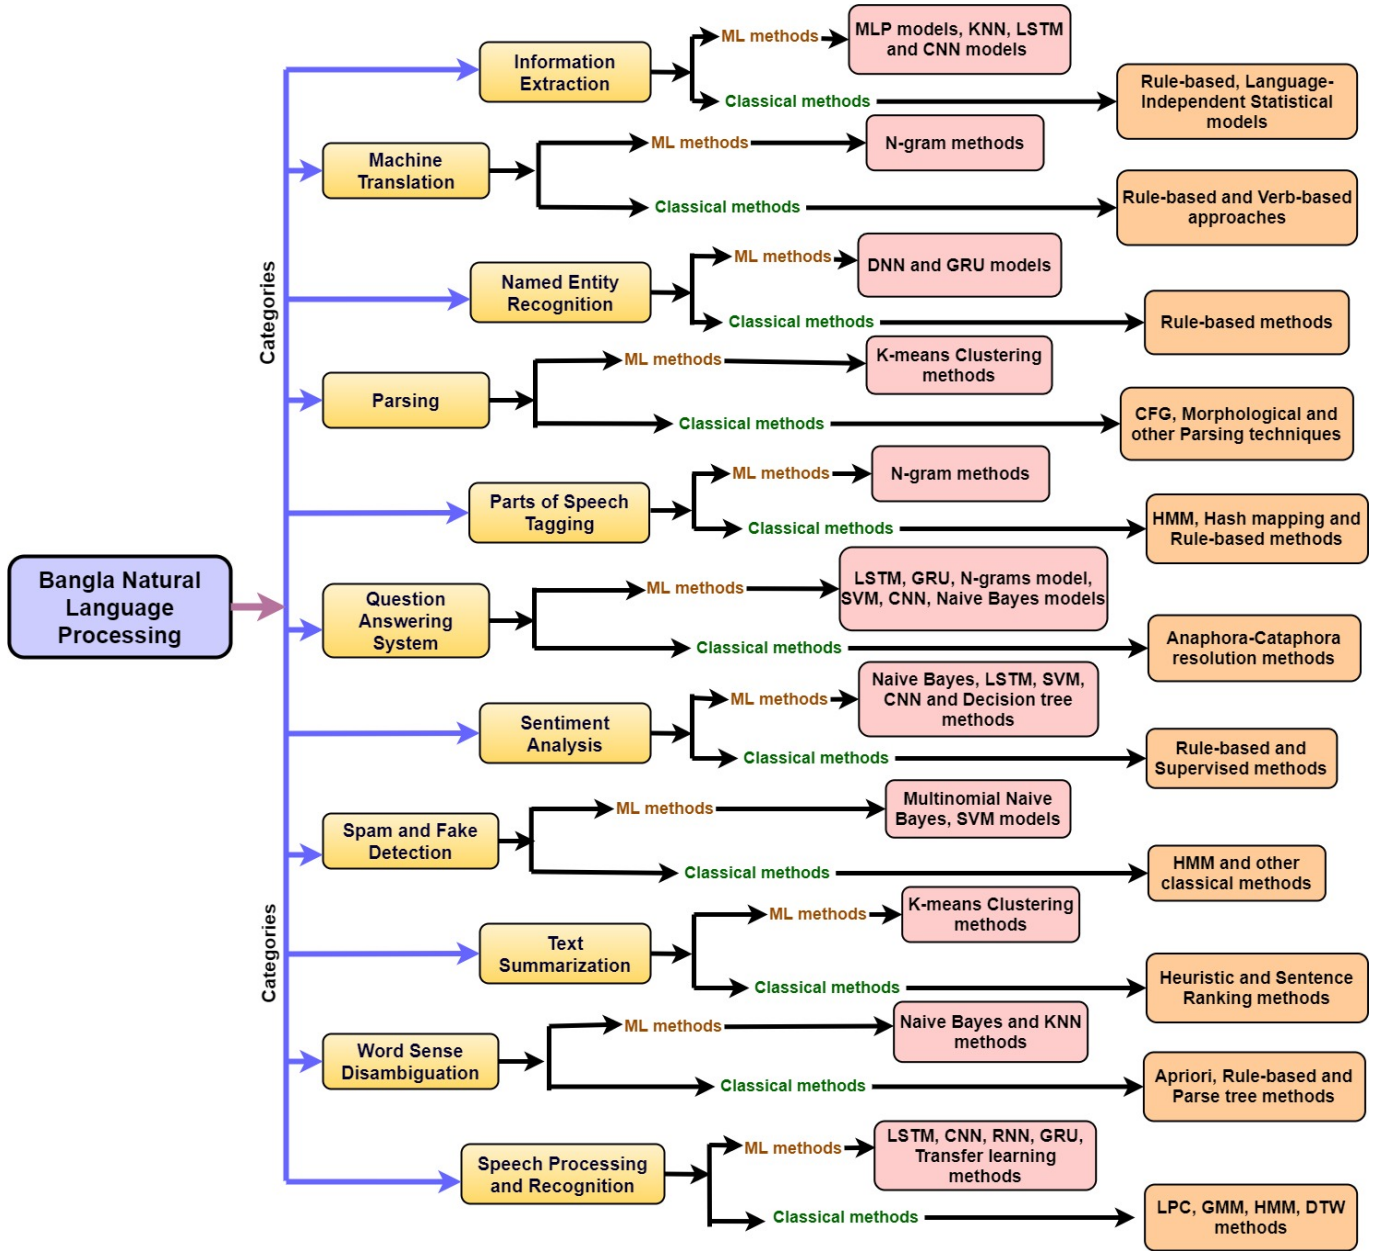 Bangla Natural
Language
Processing
Categories
Categories
Information
Extraction
ML methods
MLP models, KNN, LSTM
and CNN models
Classical methods
Rule-based, Language-
Independent Statistical
models
Machine
Translation
ML methods
N-gram methods
Classical methods
Rule-based and Verb-based
approaches
Named Entity
Recognition
ML methods
DNN and GRU models
Classical methods
Rule-based methods
Parsing
ML methods
K-means Clustering
methods
Classical methods
CFG, Morphological and
other Parsing techniques
Parts of Speech
Tagging
ML methods
N-gram methods
Classical methods
HMM, Hash mapping and
Rule-based methods
Question
Answering
System
ML methods
LSTM, GRU, N-grams model,
SVM, CNN, Naive Bayes models
Classical methods
Anaphora-Cataphora
resolution methods
Sentiment
Analysis
ML methods
Naive Bayes, LSTM, SVM,
CNN and Decision tree
methods
Classical methods
Rule-based and
Supervised methods
Spam and Fake
Detection
ML methods
Multinomial Naive
Bayes, SVM models
Classical methods
HMM and other
classical methods
Text
Summarization
ML methods
K-means Clustering
methods
Classical methods
Heuristic and Sentence
Ranking methods
Word Sense
Disambiguation
ML methods
Naive Bayes and KNN
methods
Classical methods
Apriori, Rule-based and
Parse tree methods
Speech Processing
and Recognition
ML methods
LSTM, CNN, RNN, GRU,
Transfer learning
methods
Classical methods
LPC, GMM, HMM, DTW
methods